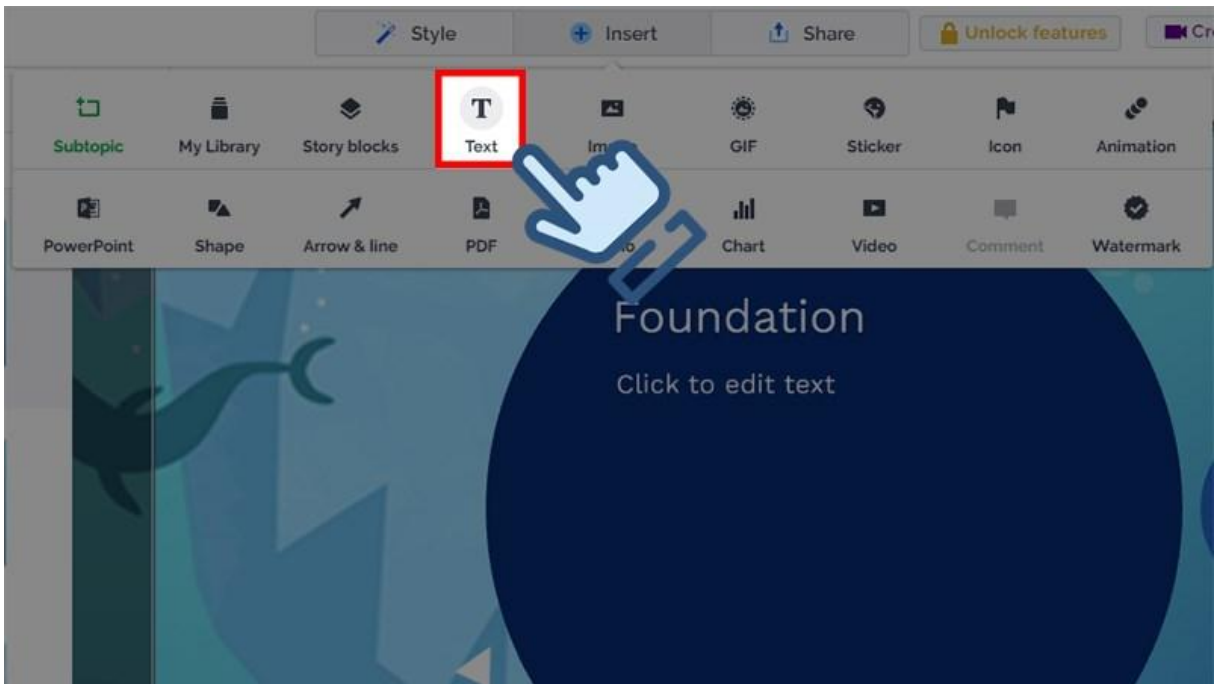 Style Insert Share Unlock features
Subtopic My Library Story blocks Text GIF Sticker Icon Animation
PowerPoint Shape Arrow & line PDF Chart Video Comment Watermark
Foundation
Click to edit text